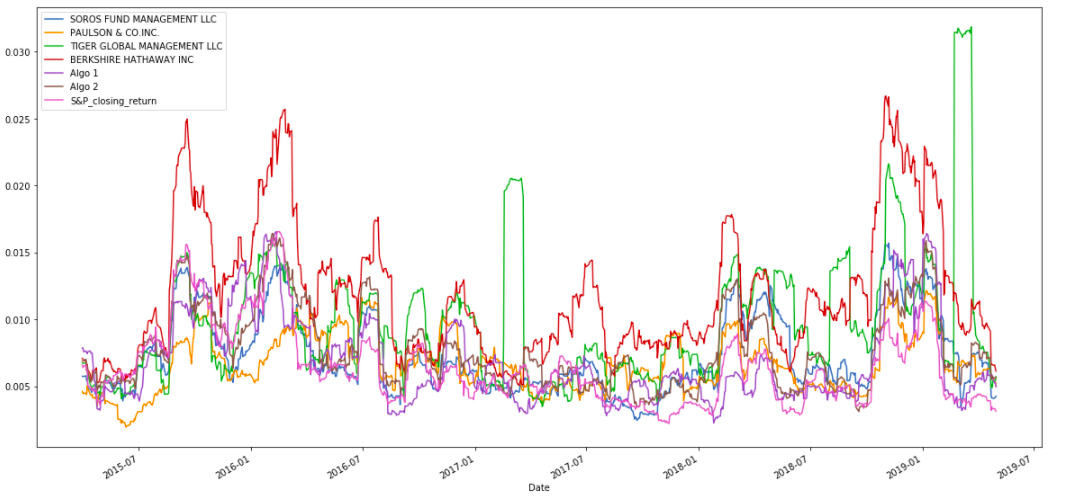 SOROS FUND MANAGEMENT LLC
PAULSON & CO.INC.
TIGER GLOBAL MANAGEMENT LLC
BERKSHIRE HATHAWAY INC
Algo 1
Algo 2
S&P_closing_return
0.030
0.025
0.020
0.015
0.010
0.005
2015-07
2016-01
2016-07
2017-01
2017-07
2018-01
2018-07
2019-01
2019-07
Date